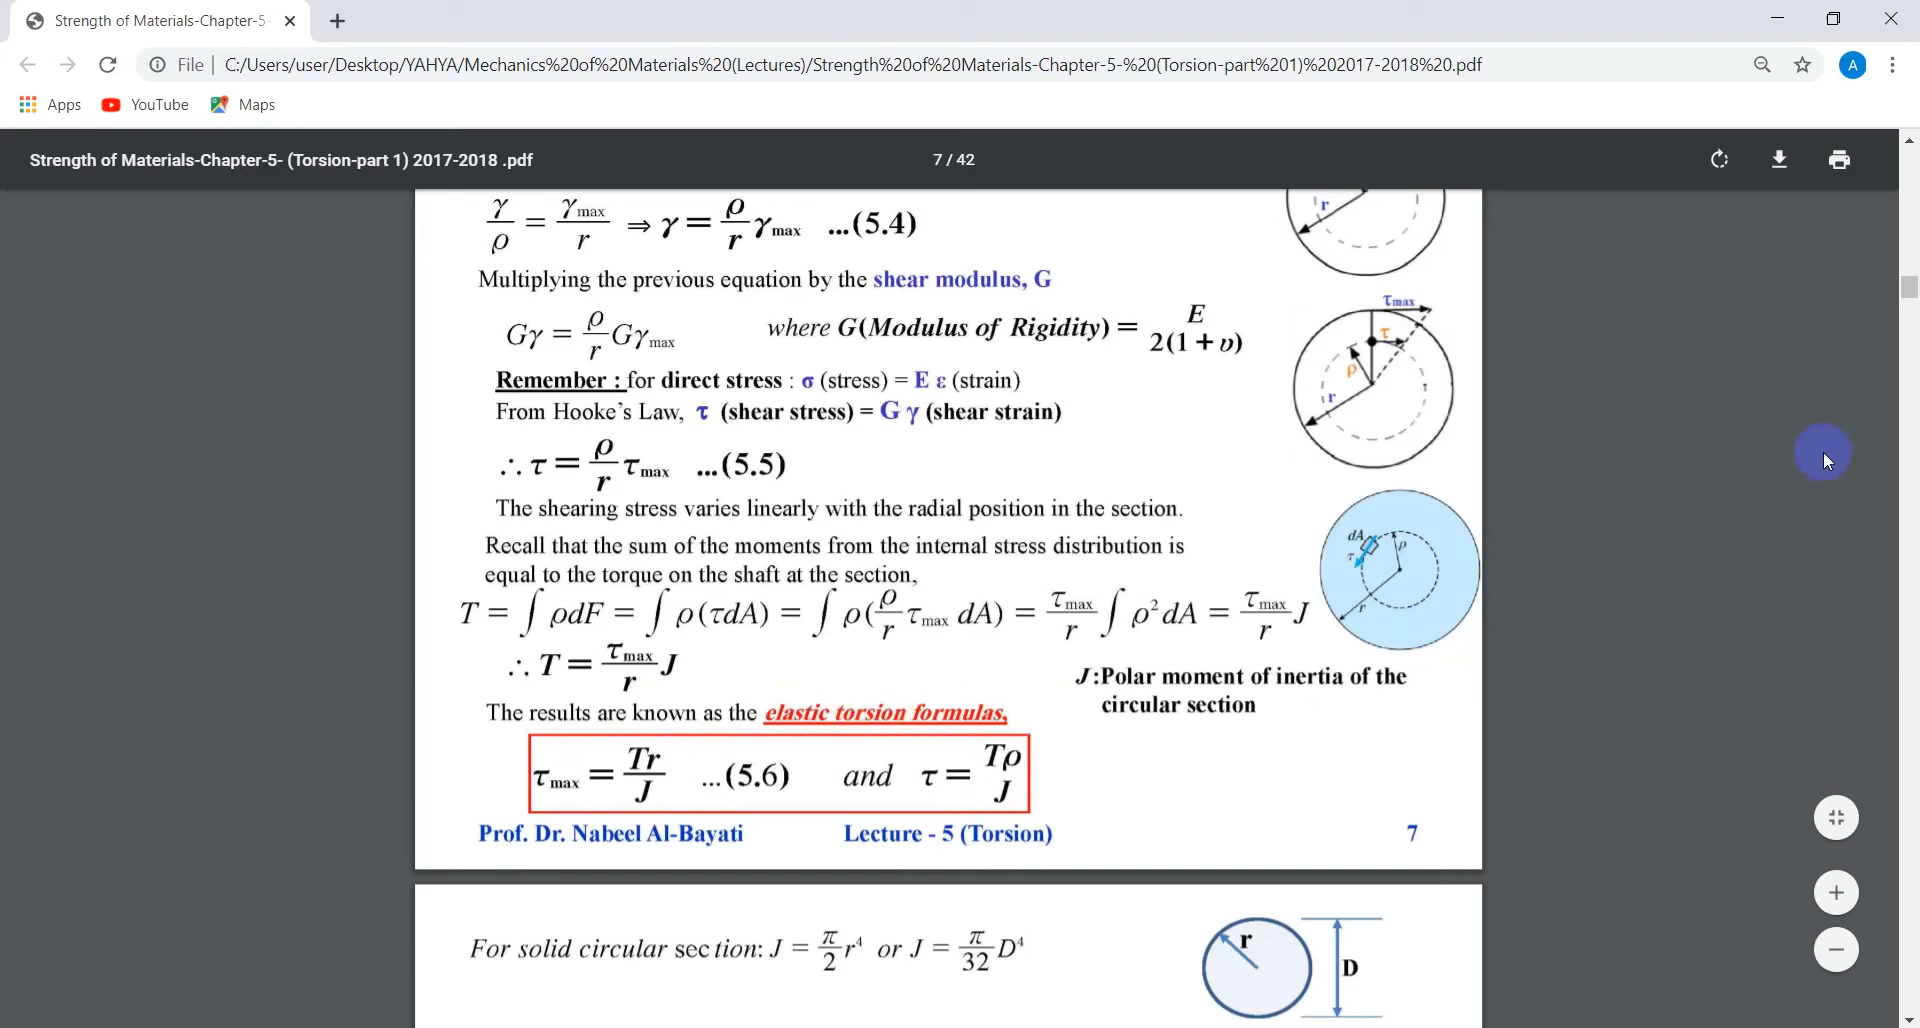 Strength of Materials-Chapter-5-
File | C:/Users/user/Desktop/YAHYA/Mechanics%20of%20Materials%20(Lectures)/Strength%20of%20Materials-Chapter-5-%20(Torsion-part%201)%202017-2018%20.pdf
A
Apps YouTube Maps
Strength of Materials-Chapter-5- (Torsion-part 1) 2017-2018 .pdf 7 / 42
γ/ρ = γmax/r ⇒ γ = ρ/r γmax ...(5.4)
r
Multiplying the previous equation by the shear modulus, G
Gγ = ρ/r Gγmax where G(Modulus of Rigidity) = E/2(1+υ)
τmax
τ
ρ
r
Remember : for direct stress : σ (stress) = E ε (strain)
From Hooke's Law, τ (shear stress) = G γ (shear strain)
∴ τ = ρ/r τmax ...(5.5)
The shearing stress varies linearly with the radial position in the section.
Recall that the sum of the moments from the internal stress distribution is
equal to the torque on the shaft at the section,
dA
ρ
τ
r
T = ∫ ρdF = ∫ ρ(τdA) = ∫ ρ(ρ/r τmax dA) = τmax/r ∫ ρ²dA = τmax/r J
∴ T = τmax/r J
J:Polar moment of inertia of the
circular section
The results are known as the elastic torsion formulas,
τmax = Tr/J ...(5.6) and τ = Tρ/J
Prof. Dr. Nabeel Al-Bayati Lecture - 5 (Torsion) 7
For solid circular section: J = π/2 r⁴ or J = π/32 D⁴
r
D